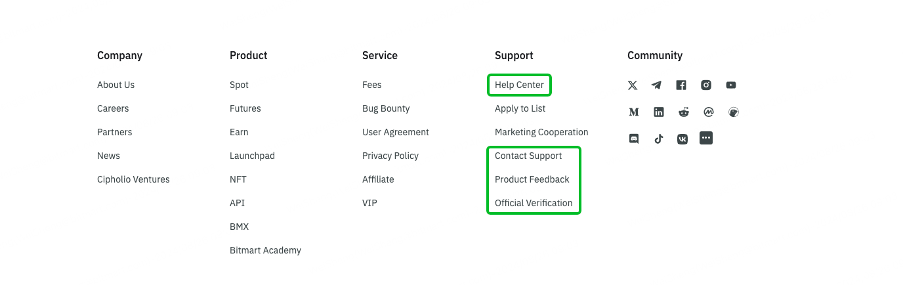 Company
About Us
Careers
Partners
News
Cipholio Ventures
Product
Spot
Futures
Earn
Launchpad
NFT
API
BMX
Bitmart Academy
Service
Fees
Bug Bounty
User Agreement
Privacy Policy
Affiliate
VIP
Support
Help Center
Apply to List
Marketing Cooperation
Contact Support
Product Feedback
Official Verification
Community